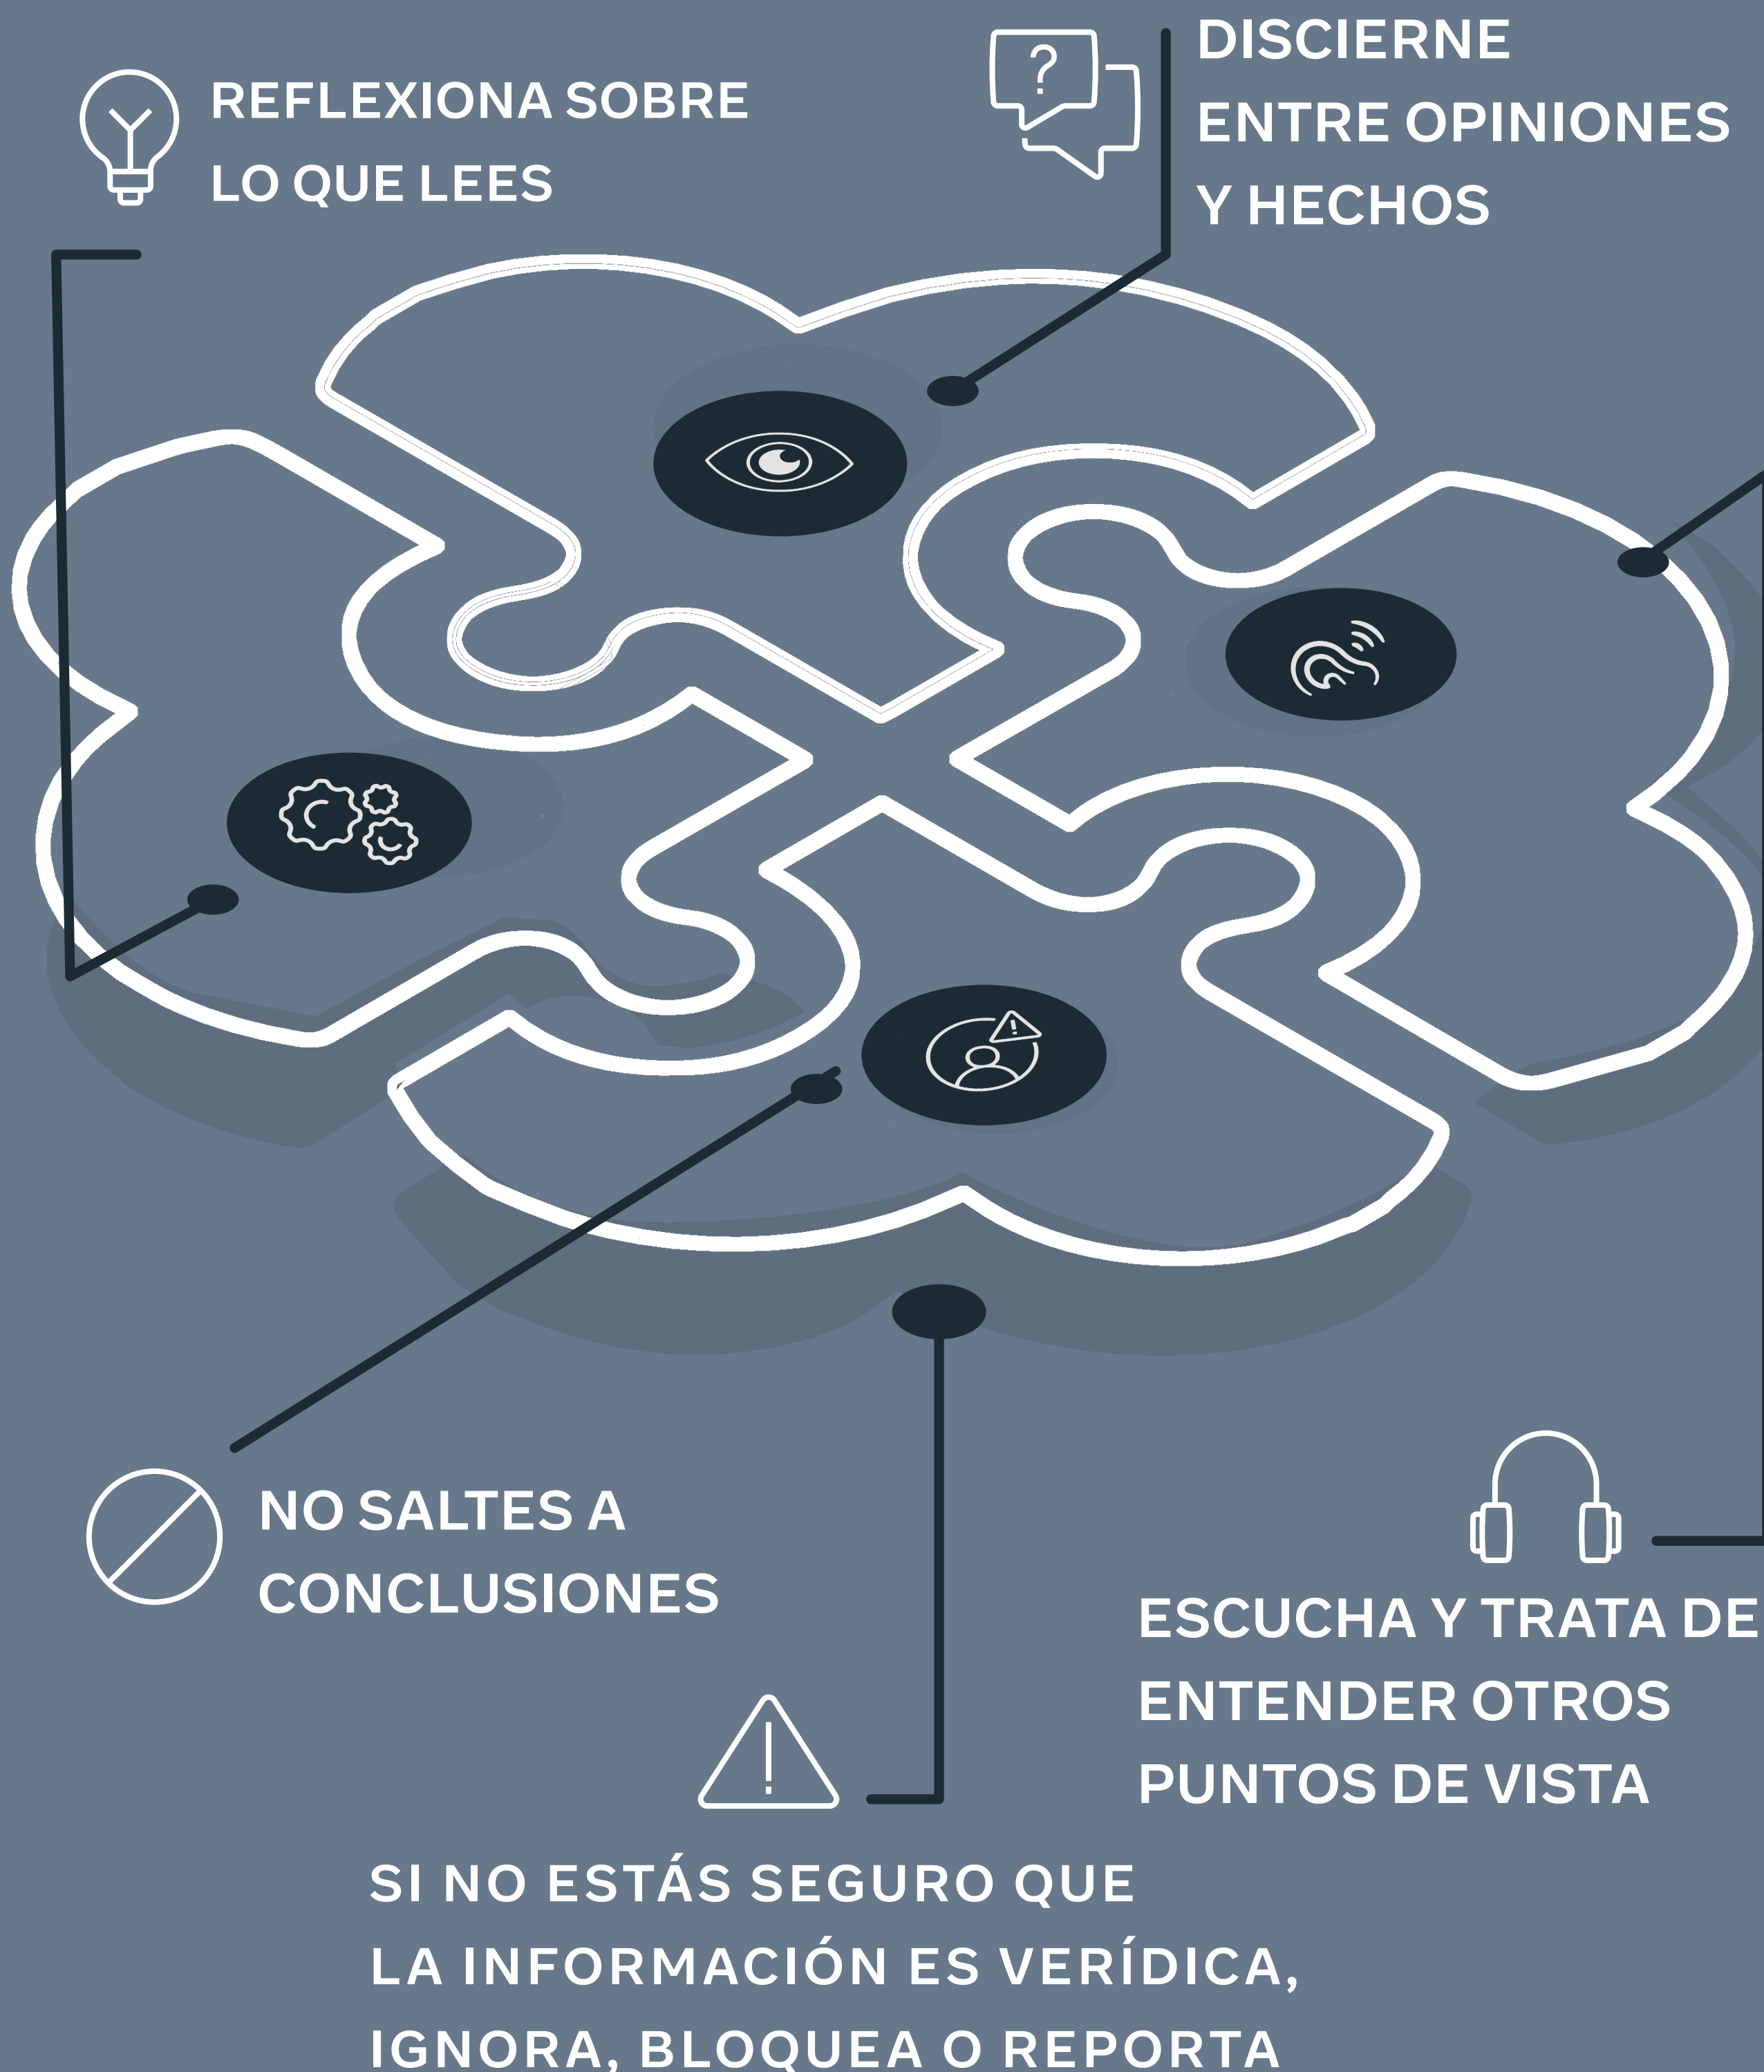 REFLEXIONA SOBRE
LO QUE LEES
DISCIERNE
ENTRE OPINIONES
Y HECHOS
NO SALTES A
CONCLUSIONES
ESCUCHA Y TRATA DE
ENTENDER OTROS
PUNTOS DE VISTA
SI NO ESTÁS SEGURO QUE
LA INFORMACIÓN ES VERÍDICA,
IGNORA, BLOQUEA O REPORTA